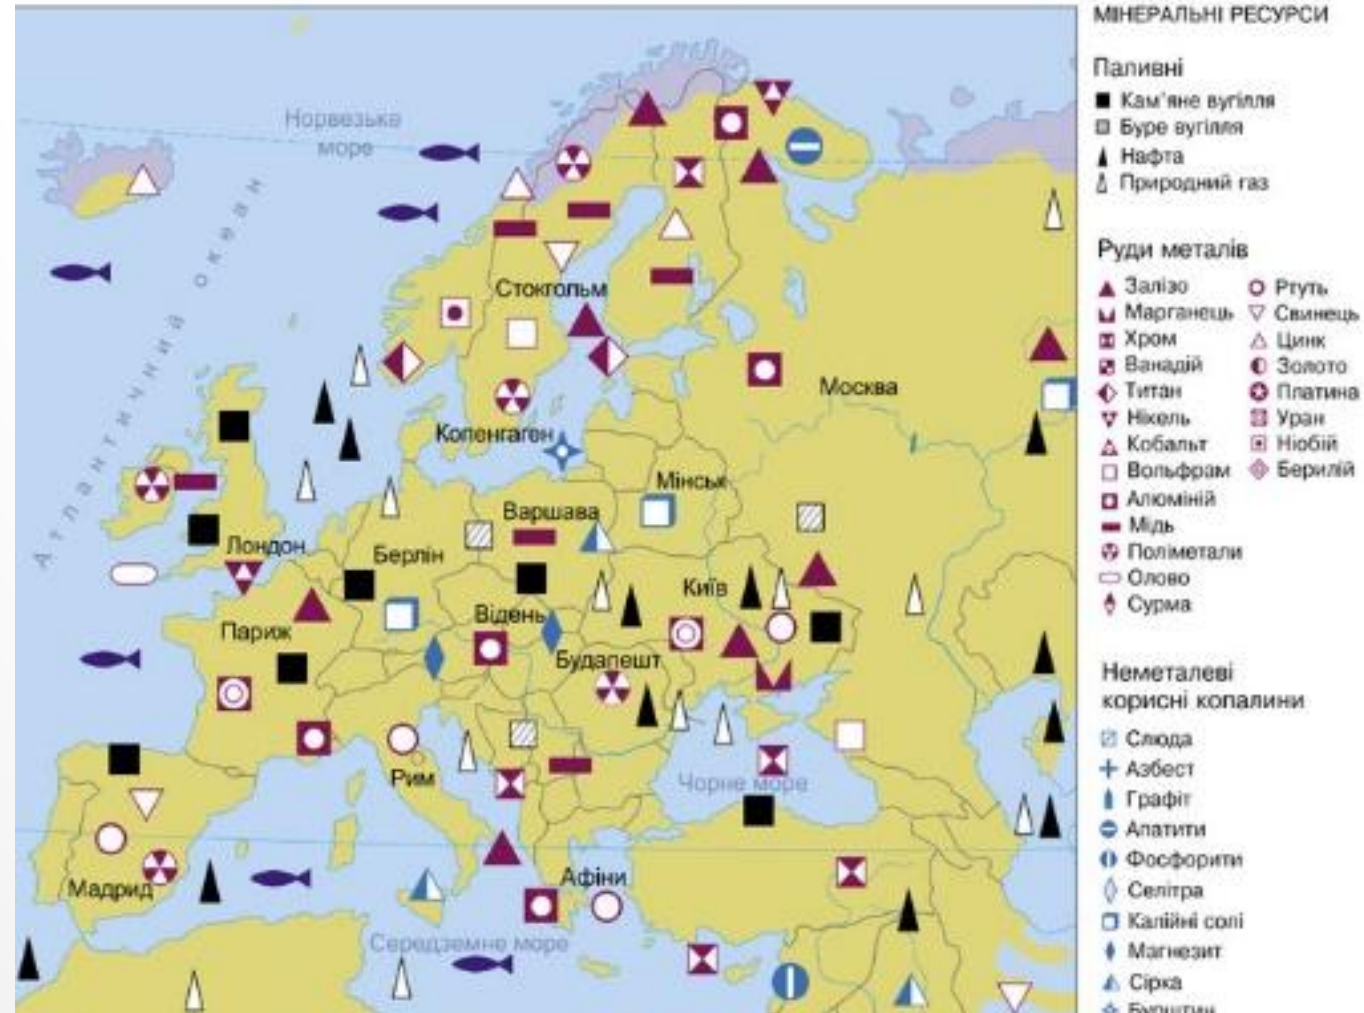 Норвезька
море
Атлантичний океан
Стокгольм
Москва
Копенгаген
Мінськ
Варшава
Лондон
Берлін
Київ
Відень
Париж
Будапешт
Рим
Чорне море
Мадрид
Афіни
Середземне море
МІНЕРАЛЬНІ РЕСУРСИ
Паливні
Кам'яне вугілля
Буре вугілля
Нафта
Природний газ
Руди металів
Залізо
Марганець
Хром
Ванадій
Титан
Нікель
Кобальт
Вольфрам
Алюміній
Мідь
Поліметали
Олово
Сурма
Ртуть
Свинець
Цинк
Золото
Платина
Уран
Ніобій
Берилій
Неметалеві
корисні копалини
Слюда
Азбест
Графіт
Апатити
Фосфорити
Селітра
Калійні солі
Магнезит
Сірка
Бурштин